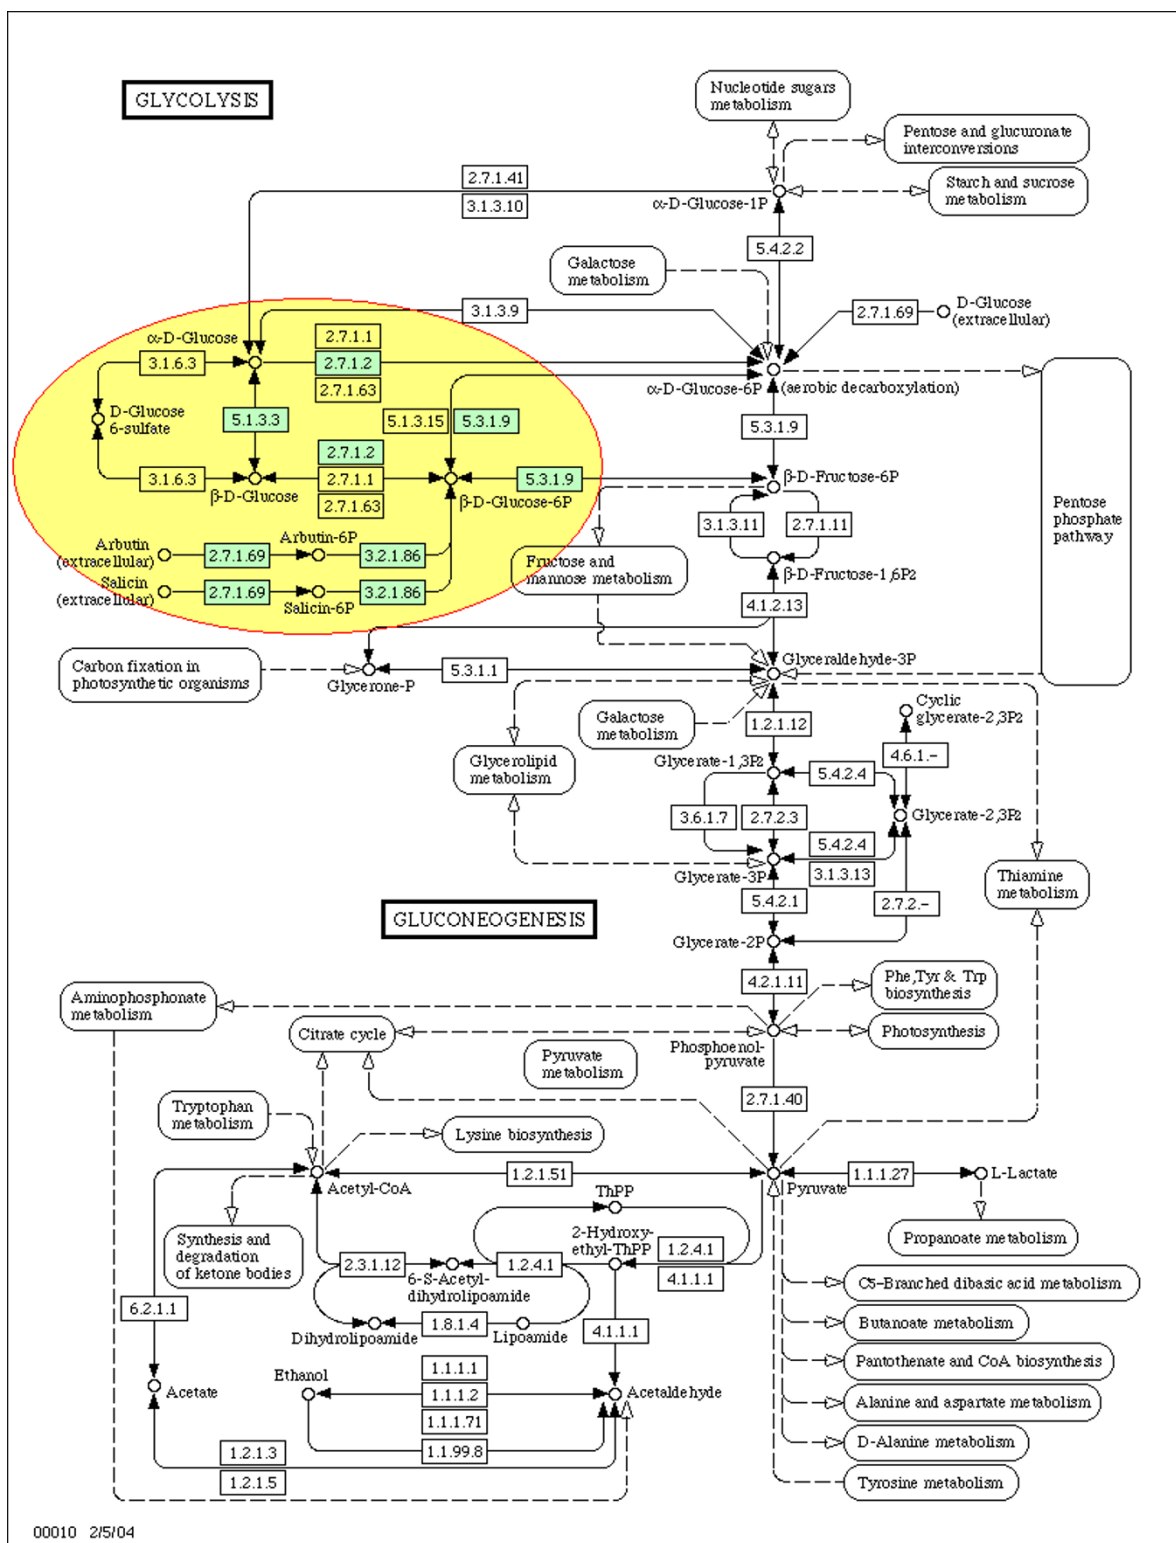 Nucleotide sugars
metabolism
GLYCOLYSIS
Pentose and glucuronate
interconversions
2.7.1.41
Starch and sucrose
metabolism
3.1.3.10
α-D-Glucose-1P
5.4.2.2
Galactose
metabolism
3.1.3.9
2.7.1.69
D-Glucose
(extracellular)
α-D-Glucose
2.7.1.1
3.1.6.3
2.7.1.2
2.7.1.63
α-D-Glucose-6P
(aerobic decarboxylation)
D-Glucose
6-sulfate
5.1.3.3
5.1.3.15
5.3.1.9
5.3.1.9
2.7.1.2
3.1.6.3
2.7.1.1
5.3.1.9
β-D-Fructose-6P
β-D-Glucose
2.7.1.63
β-D-Glucose-6P
Pentose
phosphate
pathway
3.1.3.11
2.7.1.11
Arbutin
(extracellular)
2.7.1.69
Arbutin-6P
3.2.1.86
Fructose and
mannose metabolism
β-D-Fructose-1,6P2
Salicin
(extracellular)
2.7.1.69
Salicin-6P
3.2.1.86
4.1.2.13
Carbon fixation in
photosynthetic organisms
Glycerone-P
5.3.1.1
Glyceraldehyde-3P
Galactose
metabolism
1.2.1.12
Cyclic
glycerate-2,3P2
Glycerolipid
metabolism
Glycerate-1,3P2
4.6.1.-
5.4.2.4
3.6.1.7
2.7.2.3
Glycerate-2,3P2
5.4.2.4
Glycerate-3P
3.1.3.13
Thiamine
metabolism
5.4.2.1
2.7.2.-
GLUCONEOGENESIS
Glycerate-2P
4.2.1.11
Phe,Tyr & Trp
biosynthesis
Aminophosphonate
metabolism
Citrate cycle
Photosynthesis
Phosphoenol-
pyruvate
Pyruvate
metabolism
2.7.1.40
Tryptophan
metabolism
Lysine biosynthesis
Acetyl-CoA
1.2.1.51
Pyruvate
1.1.1.27
L-Lactate
ThPP
Synthesis and
degradation
of ketone bodies
2-Hydroxy-
ethyl-ThPP
1.2.4.1
Propanoate metabolism
2.3.1.12
6-S-Acetyl-
dihydrolipoamide
1.2.4.1
4.1.1.1
C5-Branched dibasic acid metabolism
6.2.1.1
Dihydrolipoamide
1.8.1.4
Lipoamide
4.1.1.1
Butanoate metabolism
Pantothenate and CoA biosynthesis
Acetate
Ethanol
1.1.1.1
1.1.1.2
Acetaldehyde
Alanine and aspartate metabolism
1.1.1.71
D-Alanine metabolism
1.2.1.3
1.1.99.8
1.2.1.5
Tyrosine metabolism
00010 2/5/04